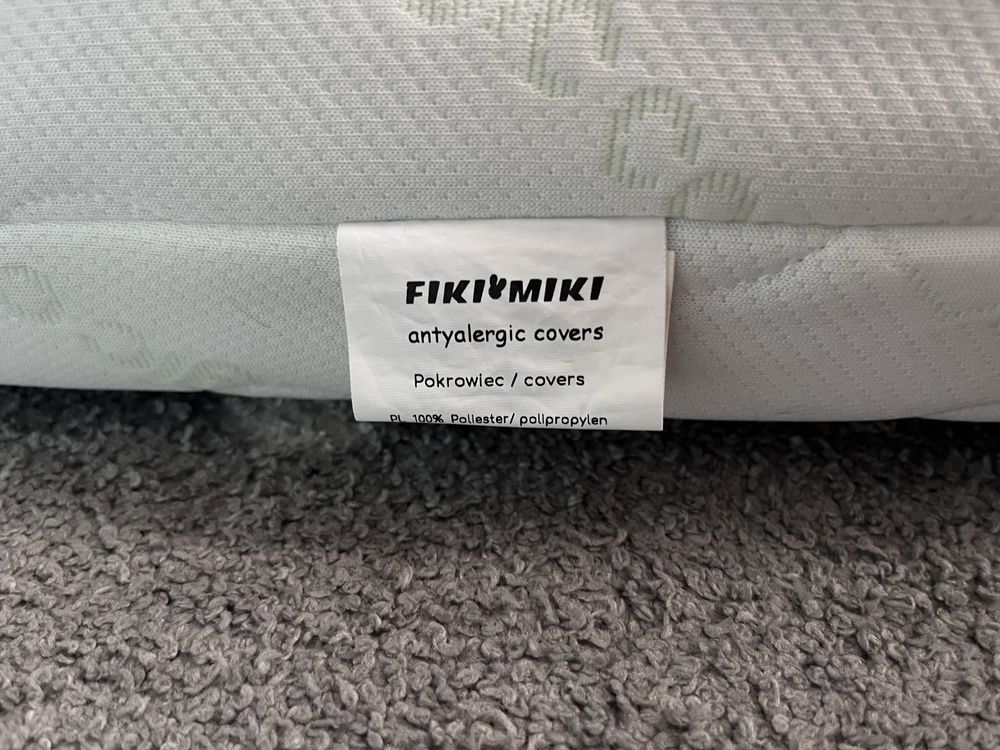 FIKI MIKI
antyalergic covers
Pokrowiec / covers
PL 100% Poliester/ polipropylen